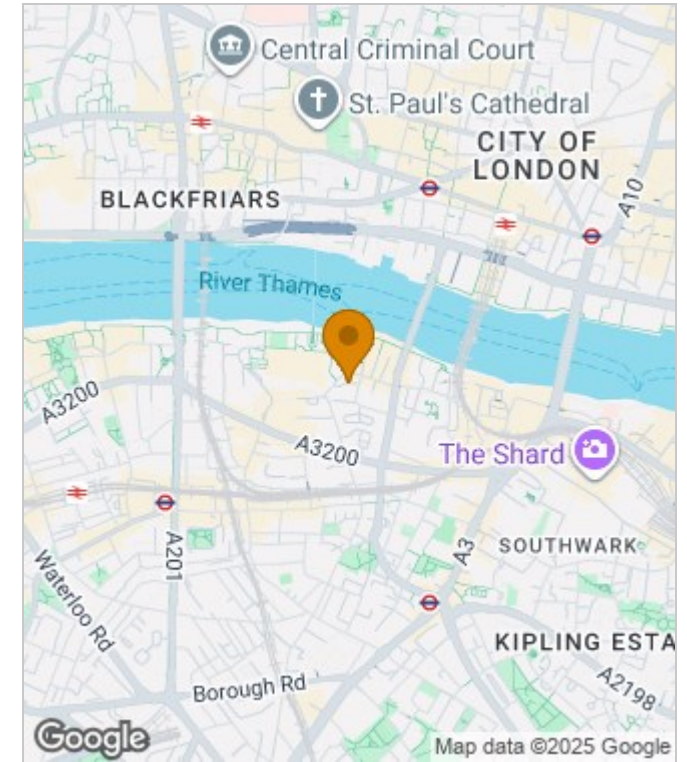 Central Criminal Court
St. Paul's Cathedral
CITY OF
LONDON
A10
BLACKFRIARS
River Thames
A3200
A3200
The Shard
A201
A3
SOUTHWARK
Waterloo Rd
KIPLING ESTA
A2198
Borough Rd
Google
Map data ©2025 Google